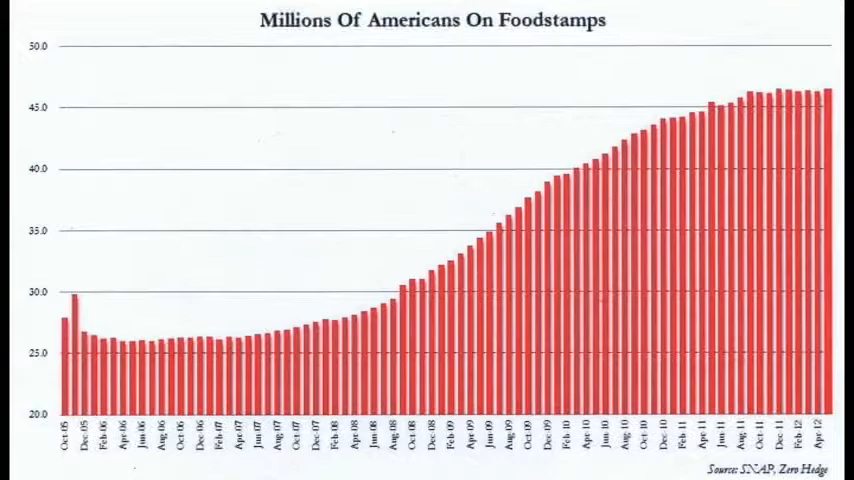 Millions Of Americans On Foodstamps
50.0
45.0
40.0
35.0
30.0
25.0
20.0
Oct-05
Dec-05
Feb-06
Apr-06
Jun-06
Aug-06
Oct-06
Dec-06
Feb-07
Apr-07
Jun-07
Aug-07
Oct-07
Dec-07
Feb-08
Apr-08
Jun-08
Aug-08
Oct-08
Dec-08
Feb-09
Apr-09
Jun-09
Aug-09
Oct-09
Dec-09
Feb-10
Apr-10
Jun-10
Aug-10
Oct-10
Dec-10
Feb-11
Apr-11
Jun-11
Aug-11
Oct-11
Dec-11
Feb-12
Apr-12
Source: SNAP, Zero Hedge